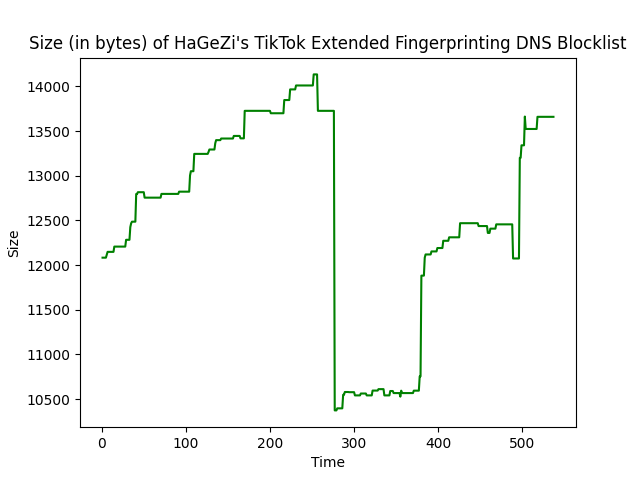 Size (in bytes) of HaGeZi's TikTok Extended Fingerprinting DNS Blocklist
14000
13500
13000
12500
12000
11500
11000
10500
Size
0 100 200 300 400 500
Time